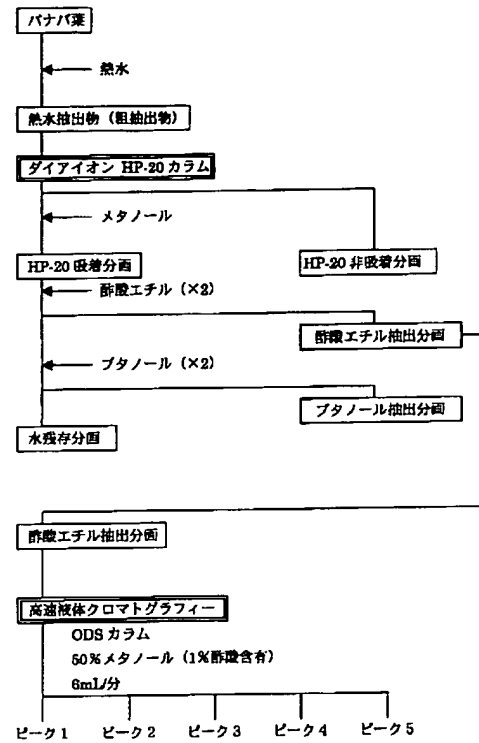 バナバ葉
熱水
熱水抽出物（粗抽出物）
ダイアイオン HP-20 カラム
メタノール
HP-20 吸着分画
HP-20 非吸着分画
酢酸エチル（×2）
酢酸エチル抽出分画
ブタノール（×2）
ブタノール抽出分画
水残存分画
酢酸エチル抽出分画
高速液体クロマトグラフィー
ODS カラム
50%メタノール（1%酢酸含有）
6mL/分
ピーク1 ピーク2 ピーク3 ピーク4 ピーク5